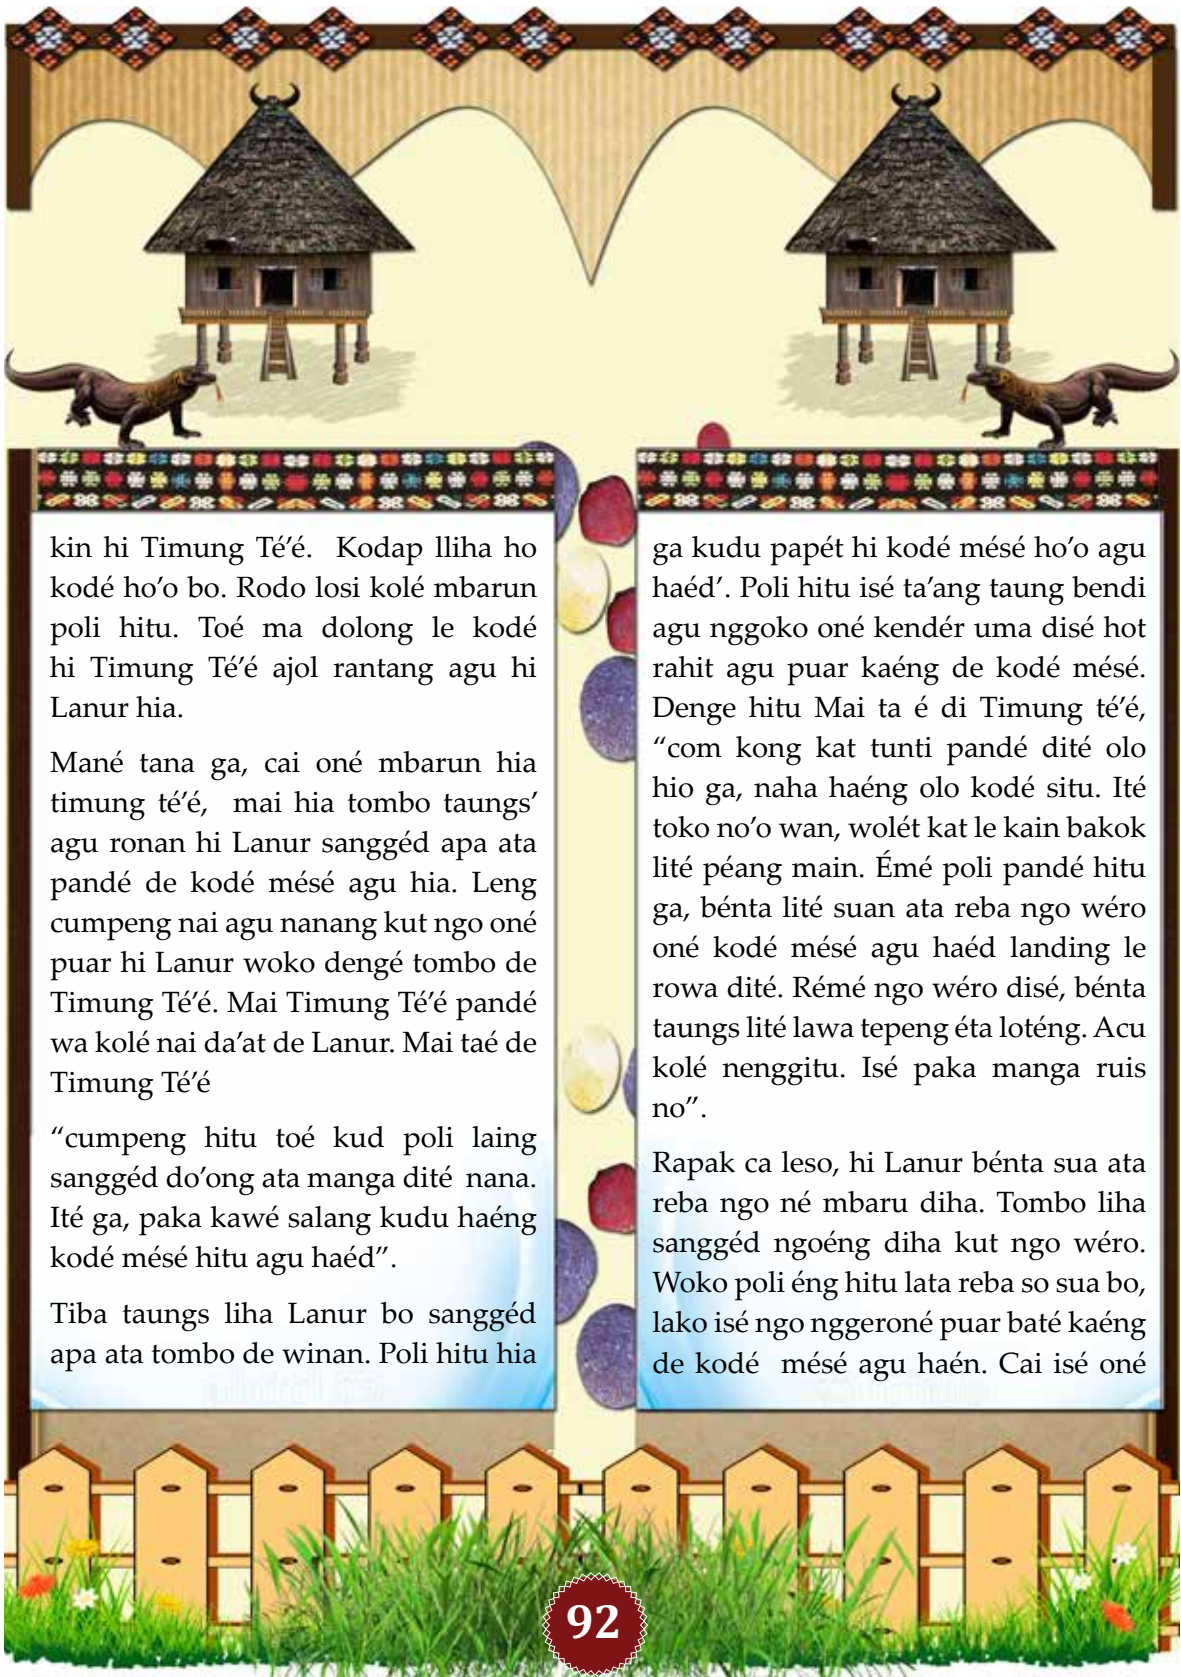 kin hi Timung Té’é.  Kodap lliha ho
kodé ho’o bo. Rodo losi kolé mbarun
poli hitu. Toé ma dolong le kodé
hi Timung Té’é ajol rantang agu hi
Lanur hia.
Mané tana ga, cai oné mbarun hia
timung té’é,  mai hia tombo taungs’
agu ronan hi Lanur sanggéd apa ata
pandé de kodé mésé agu hia. Leng
cumpeng nai agu nanang kut ngo oné
puar hi Lanur woko dengé tombo de
Timung Té’é. Mai Timung Té’é pandé
wa kolé nai da’at de Lanur. Mai taé de
Timung Té’é
“cumpeng hitu toé kud poli laing
sanggéd do’ong ata manga dité  nana.
Ité ga, paka kawé salang kudu haéng
kodé mésé hitu agu haéd”.
Tiba taungs liha Lanur bo sanggéd
apa ata tombo de winan. Poli hitu hia
ga kudu papét hi kodé mésé ho’o agu
haéd’. Poli hitu isé ta’ang taung bendi
agu nggoko oné kendér uma disé hot
rahit agu puar kaéng de kodé mésé.
Denge hitu Mai ta é di Timung té’é,
“com kong kat tunti pandé dité olo
hio ga, naha haéng olo kodé situ. Ité
toko no’o wan, wolét kat le kain bakok
lité péang main. Émé poli pandé hitu
ga, bénta lité suan ata reba ngo wéro
oné kodé mésé agu haéd landing le
rowa dité. Rémé ngo wéro disé, bénta
taungs lité lawa tepeng éta loténg. Acu
kolé nenggitu. Isé paka manga ruis
no”.
Rapak ca leso, hi Lanur bénta sua ata
reba ngo né mbaru diha. Tombo liha
sanggéd ngoéng diha kut ngo wéro.
Woko poli éng hitu lata reba so sua bo,
lako isé ngo nggeroné puar baté kaéng
de kodé  mésé agu haén. Cai isé oné
92